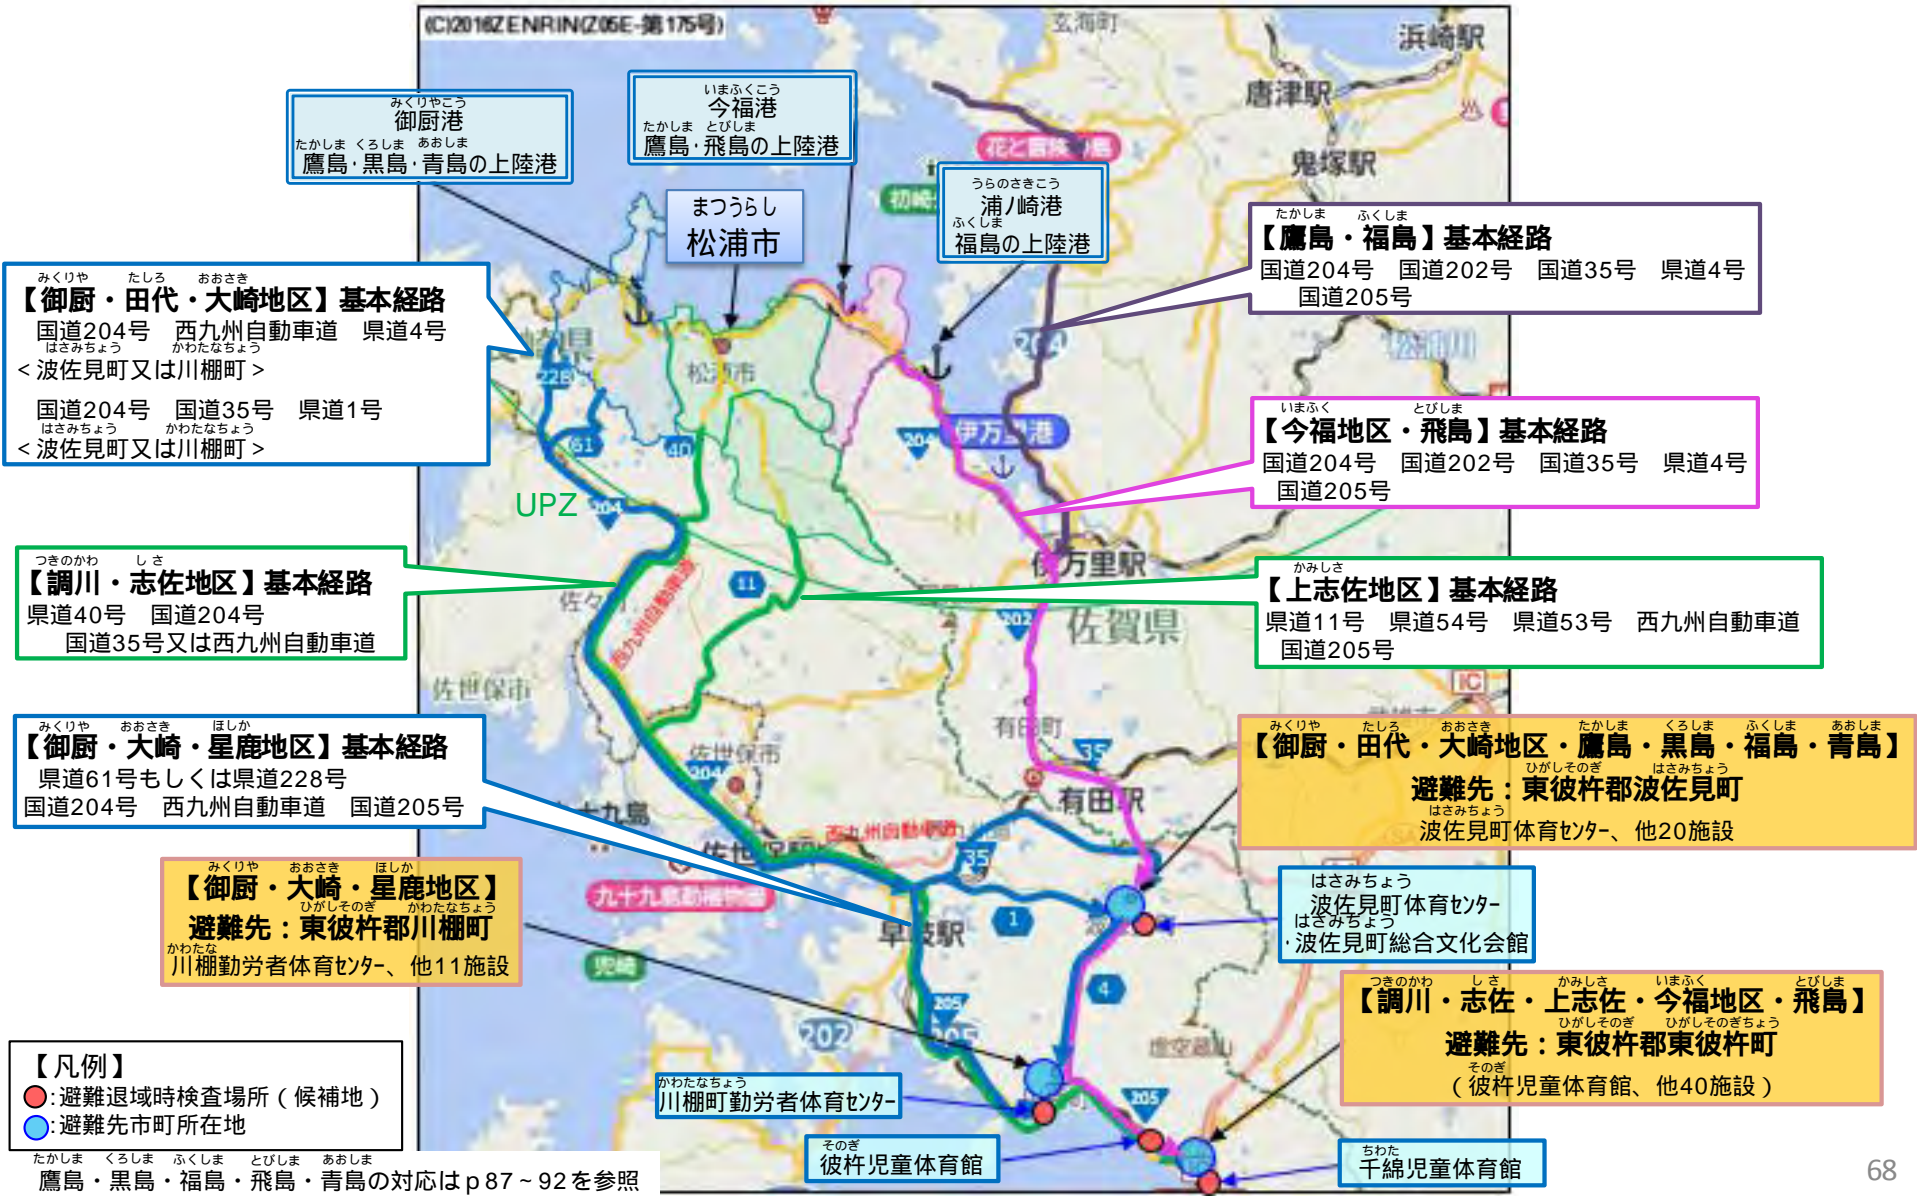 (C)2016ZENRIN(Z05E-第175号)
玄海町
浜崎駅
唐津駅
鬼塚駅
みくりやこう
御厨港
たかしま くろしま あおしま
鷹島・黒島・青島の上陸港
いまふくこう
今福港
たかしま とびしま
鷹島・飛島の上陸港
まつうらし
松浦市
うらのさきこう
浦ノ崎港
ふくしま
福島の上陸港
たかしま ふくしま
【鷹島・福島】基本経路
国道204号 国道202号 国道35号 県道4号
国道205号
みくりや たしろ おおさき
【御厨・田代・大崎地区】基本経路
国道204号 西九州自動車道 県道4号
はさみちょう かわたなちょう
<波佐見町又は川棚町>
国道204号 国道35号 県道1号
はさみちょう かわたなちょう
<波佐見町又は川棚町>
松浦市
228
61
40
204
204
204
伊万里港
UPZ
いまふく とびしま
【今福地区・飛島】基本経路
国道204号 国道202号 国道35号 県道4号
国道205号
つきのかわ しさ
【調川・志佐地区】基本経路
県道40号 国道204号
国道35号又は西九州自動車道
西九州自動車道
11
伊万里駅
202
佐賀県
かみしさ
【上志佐地区】基本経路
県道11号 県道54号 県道53号 西九州自動車道
国道205号
佐世保市
IC
有田町
35
有田駅
佐世保市
204
みくりや おおさき ほしか
【御厨・大崎・星鹿地区】基本経路
県道61号もしくは県道228号
国道204号 西九州自動車道 国道205号
みくりや たしろ おおさき たかしま くろしま ふくしま あおしま
【御厨・田代・大崎地区・鷹島・黒島・福島・青島】
ひがしそのぎ はさみちょう
避難先:東彼杵郡波佐見町
はさみちょう
波佐見町体育センター、他20施設
西九州自動車道
35
九十九島動植物園
早岐駅
1
みくりや おおさき ほしか
【御厨・大崎・星鹿地区】
ひがしそのぎ かわたなちょう
避難先:東彼杵郡川棚町
かわたな
川棚勤労者体育センター、他11施設
はさみちょう
波佐見町体育センター
はさみちょう
・波佐見町総合文化会館
4
205
205
202
虚空蔵山
つきのかわ しさ かみしさ いまふく とびしま
【調川・志佐・上志佐・今福地区・飛島】
ひがしそのぎ ひがしそのぎちょう
避難先:東彼杵郡東彼杵町
そのぎ
(彼杵児童体育館、他40施設)
かわたなちょう
川棚町勤労者体育センター
205
そのぎ
彼杵児童体育館
ちわた
千綿児童体育館
【凡例】
:避難退域時検査場所(候補地)
:避難先市町所在地
たかしま くろしま ふくしま とびしま あおしま
鷹島・黒島・福島・飛島・青島の対応はp87~92を参照
68